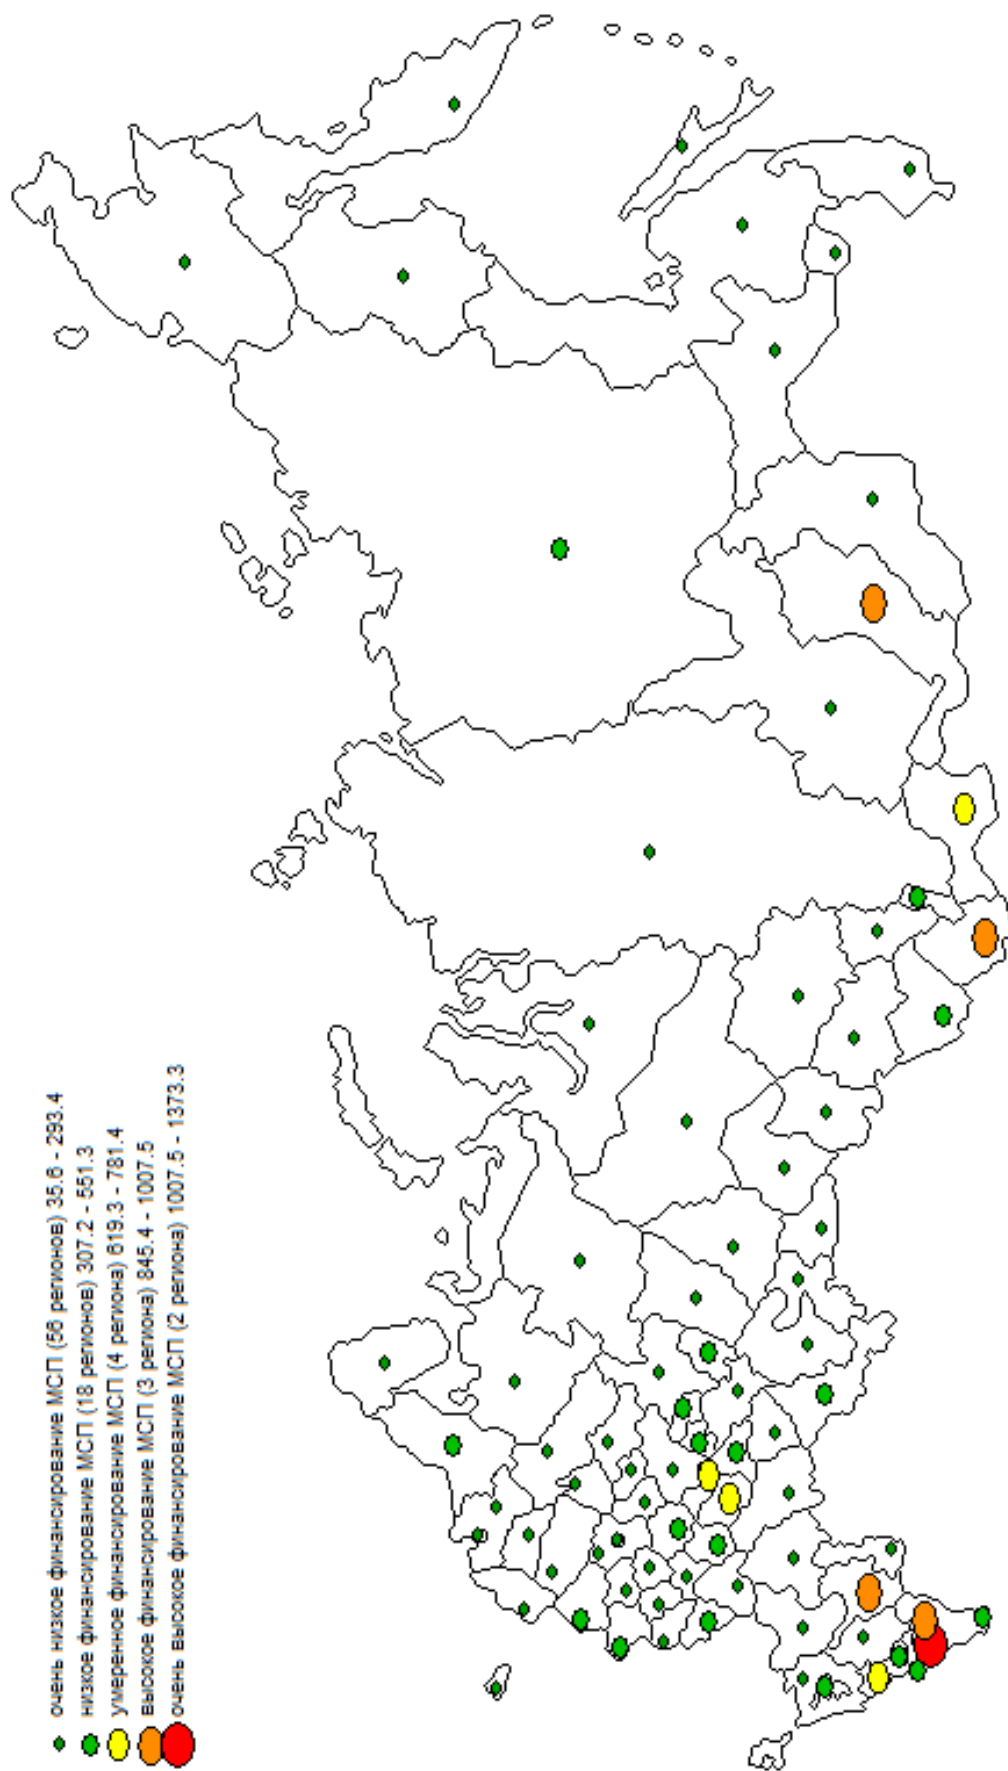 очень низкое финансирование МСП (56 регионов) 35.6 - 293.4
низкое финансирование МСП (18 регионов) 307.2 - 551.3
умеренное финансирование МСП (4 региона) 619.3 - 781.4
высокое финансирование МСП (3 региона) 845.4 - 1007.5
очень высокое финансирование МСП (2 региона) 1007.5 - 1373.3